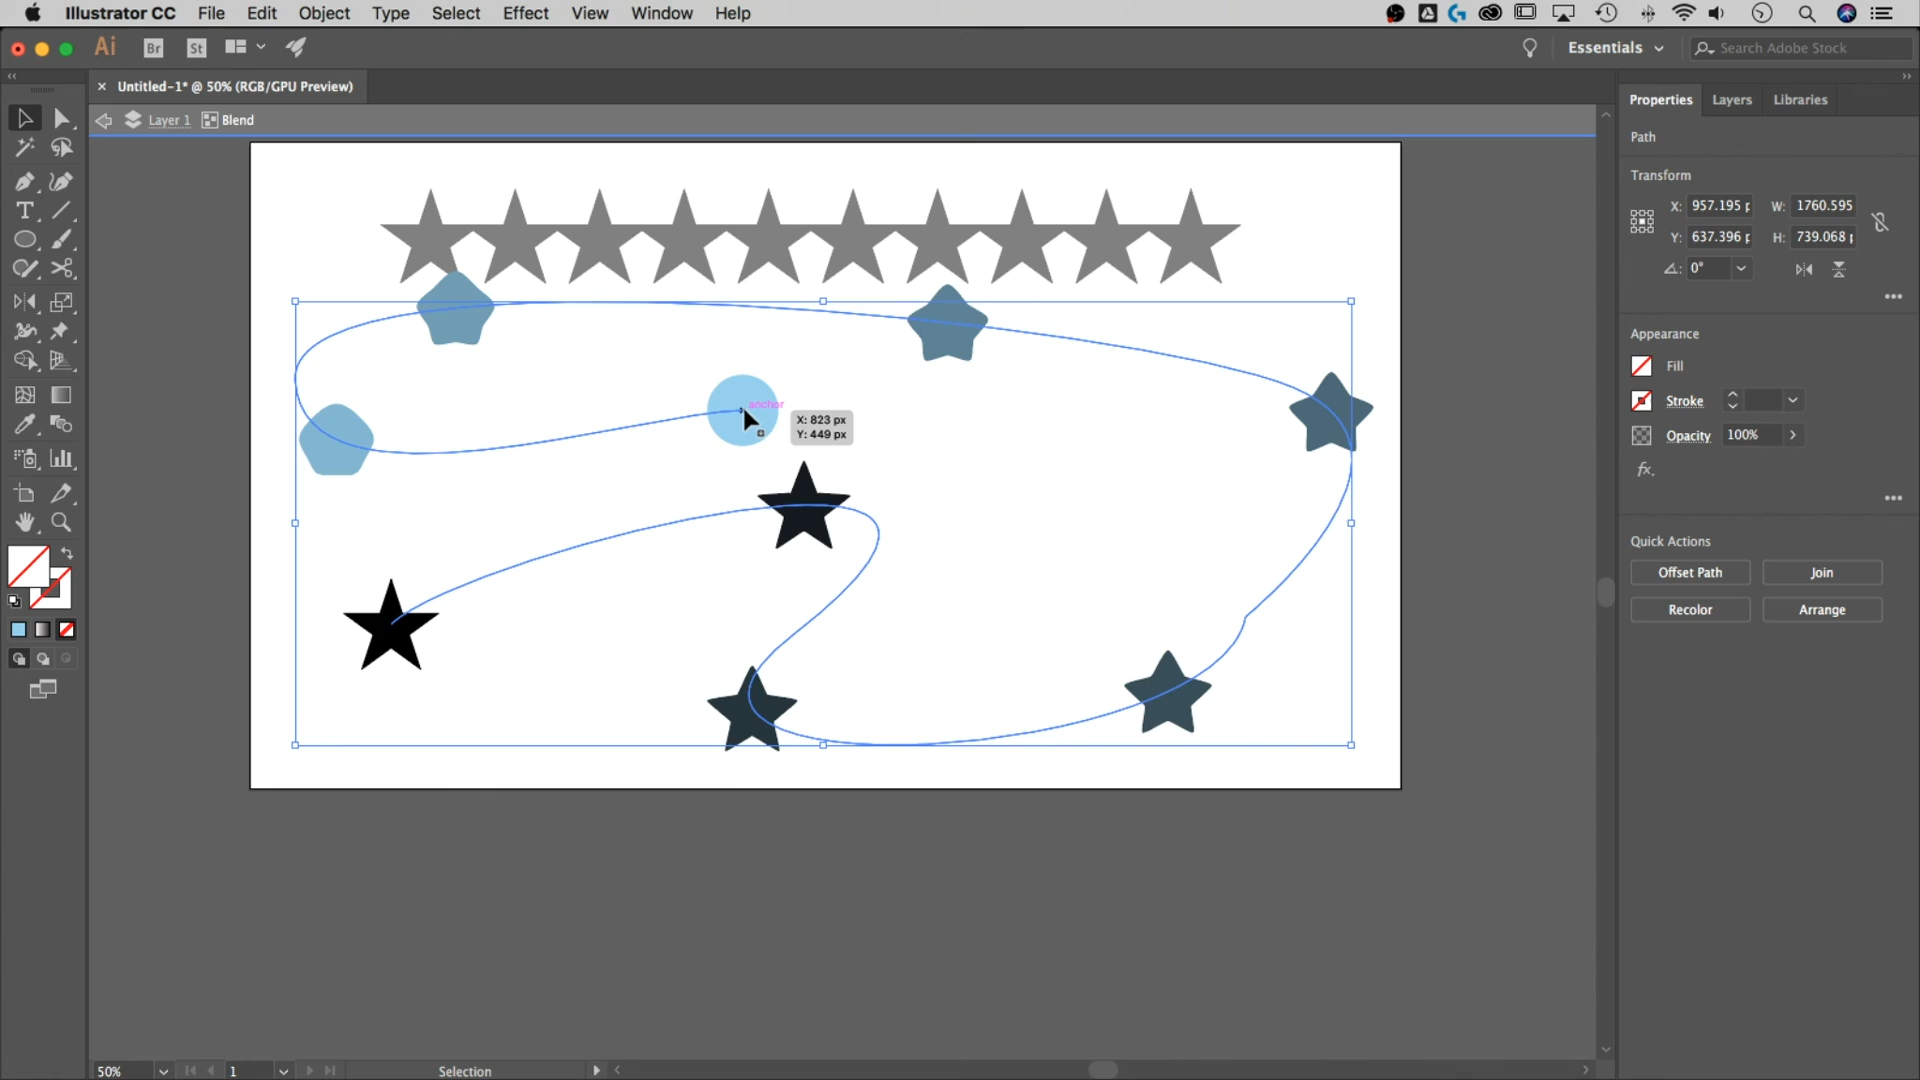 Illustrator CC File Edit Object Type Select Effect View Window Help
Ai Br St Essentials Search Adobe Stock
Untitled-1* @ 50% (RGB/GPU Preview)
Layer 1 Blend
Properties Layers Libraries
Path
Transform
X: 957.195 p W: 1760.595
Y: 637.396 p H: 739.068 p
0°
Appearance
Fill
Stroke
Opacity 100%
fx.
Quick Actions
Offset Path Join
Recolor Arrange
anchor
X: 823 px
Y: 449 px
50% 1 Selection